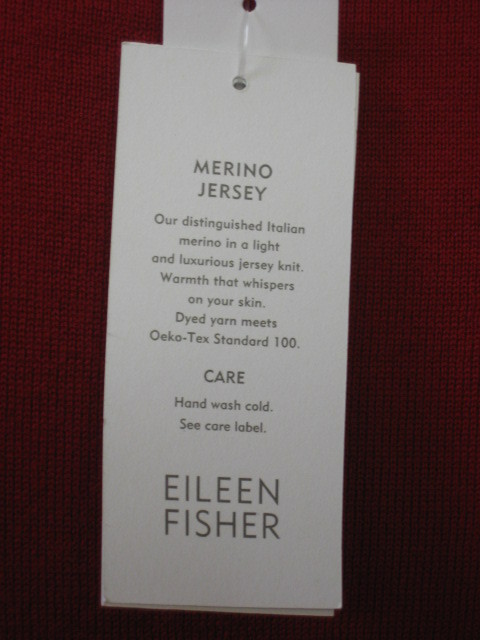 MERINO
JERSEY
Our distinguished Italian
merino in a light
and luxurious jersey knit.
Warmth that whispers
on your skin.
Dyed yarn meets
Oeko-Tex Standard 100.
CARE
Hand wash cold.
See care label.
EILEEN
FISHER